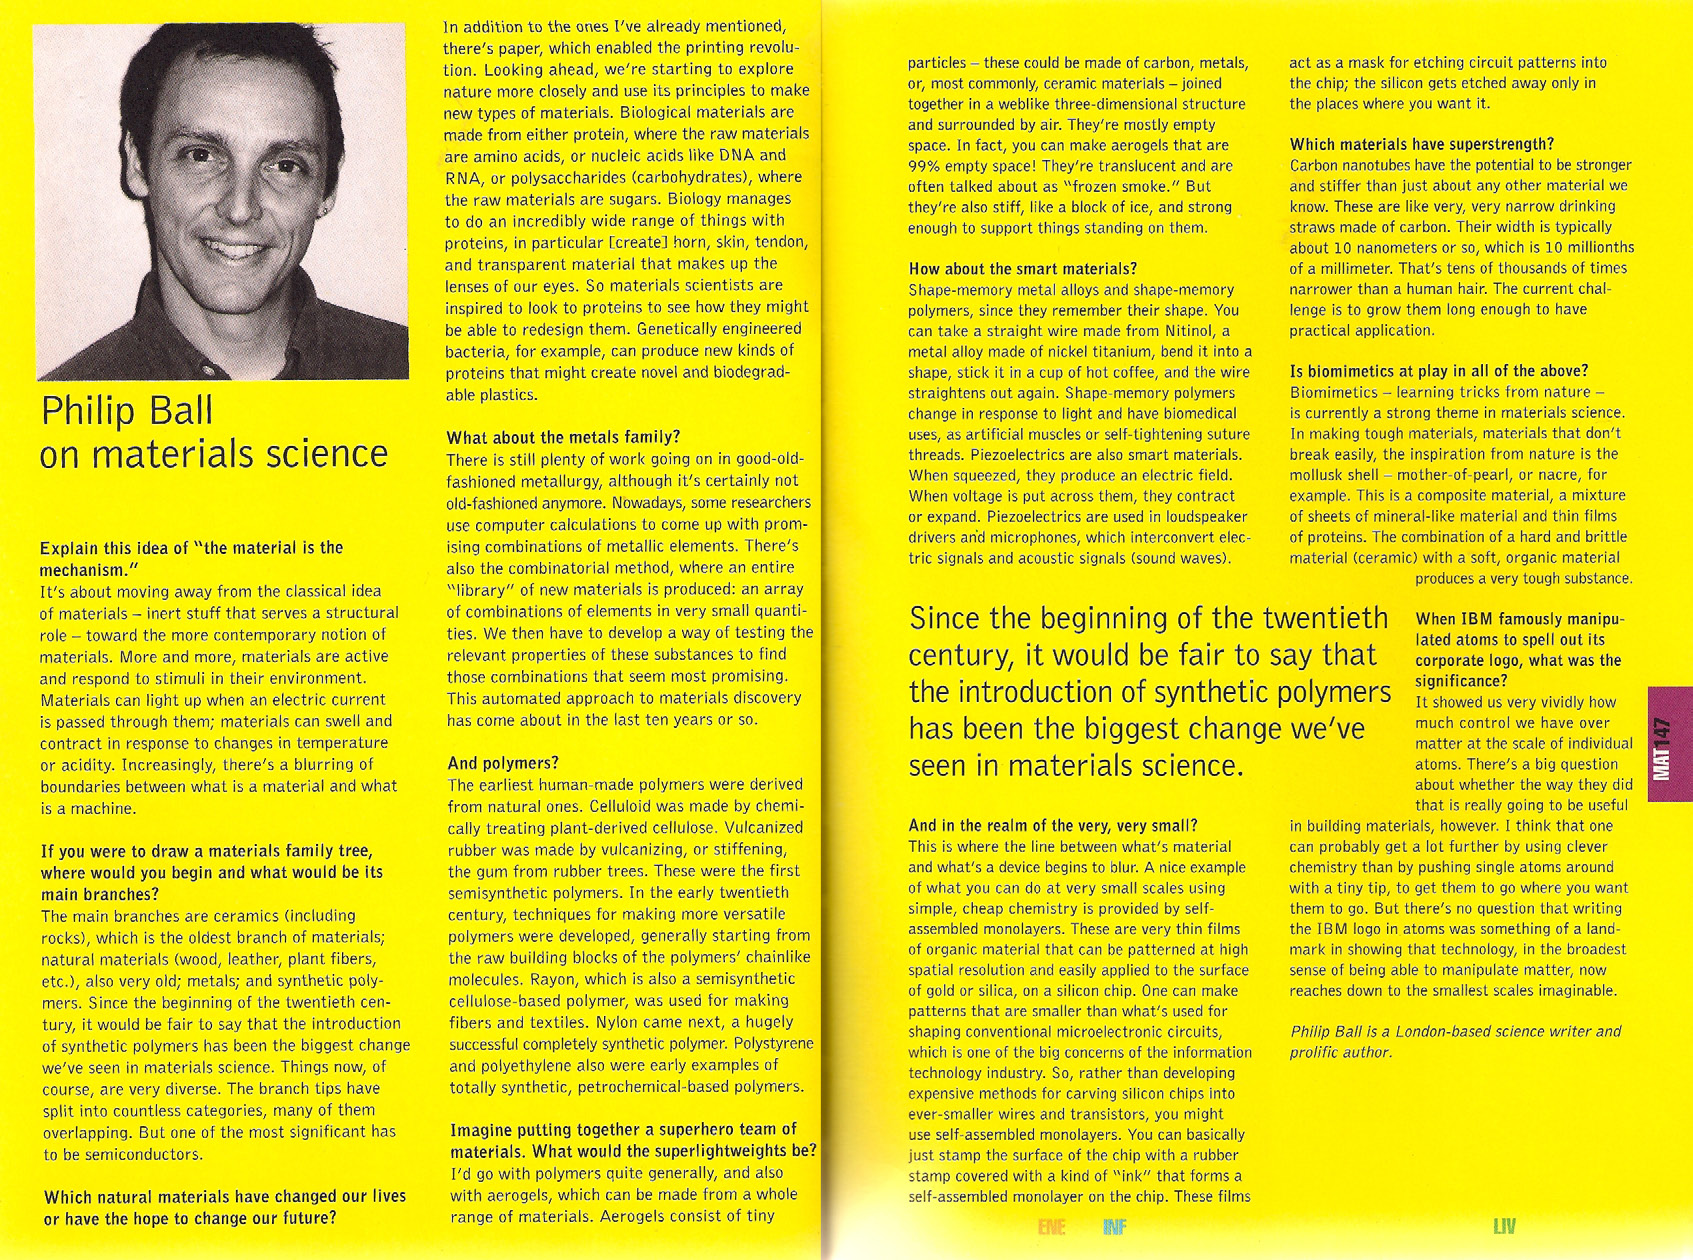 Philip Ball
on materials science
Explain this idea of “the material is the
mechanism.”
It’s about moving away from the classical idea
of materials – inert stuff that serves a structural
role – toward the more contemporary notion of
materials. More and more, materials are active
and respond to stimuli in their environment.
Materials can light up when an electric current
is passed through them; materials can swell and
contract in response to changes in temperature
or acidity. Increasingly, there’s a blurring of
boundaries between what is a material and what
is a machine.
If you were to draw a materials family tree,
where would you begin and what would be its
main branches?
The main branches are ceramics (including
rocks), which is the oldest branch of materials;
natural materials (wood, leather, plant fibers,
etc.), also very old; metals; and synthetic poly-
mers. Since the beginning of the twentieth cen-
tury, it would be fair to say that the introduction
of synthetic polymers has been the biggest change
we’ve seen in materials science. Things now, of
course, are very diverse. The branch tips have
split into countless categories, many of them
overlapping. But one of the most significant has
to be semiconductors.
Which natural materials have changed our lives
or have the hope to change our future?
In addition to the ones I’ve already mentioned,
there’s paper, which enabled the printing revolu-
tion. Looking ahead, we’re starting to explore
nature more closely and use its principles to make
new types of materials. Biological materials are
made from either protein, where the raw materials
are amino acids, or nucleic acids like DNA and
RNA, or polysaccharides (carbohydrates), where
the raw materials are sugars. Biology manages
to do an incredibly wide range of things with
proteins, in particular [create] horn, skin, tendon,
and transparent material that makes up the
lenses of our eyes. So materials scientists are
inspired to look to proteins to see how they might
be able to redesign them. Genetically engineered
bacteria, for example, can produce new kinds of
proteins that might create novel and biodegrad-
able plastics.
What about the metals family?
There is still plenty of work going on in good-old-
fashioned metallurgy, although it’s certainly not
old-fashioned anymore. Nowadays, some researchers
use computer calculations to come up with prom-
ising combinations of metallic elements. There’s
also the combinatorial method, where an entire
“library” of new materials is produced: an array
of combinations of elements in very small quanti-
ties. We then have to develop a way of testing the
relevant properties of these substances to find
those combinations that seem most promising.
This automated approach to materials discovery
has come about in the last ten years or so.
And polymers?
The earliest human-made polymers were derived
from natural ones. Celluloid was made by chemi-
cally treating plant-derived cellulose. Vulcanized
rubber was made by vulcanizing, or stiffening,
the gum from rubber trees. These were the first
semisynthetic polymers. In the early twentieth
century, techniques for making more versatile
polymers were developed, generally starting from
the raw building blocks of the polymers’ chainlike
molecules. Rayon, which is also a semisynthetic
cellulose-based polymer, was used for making
fibers and textiles. Nylon came next, a hugely
successful completely synthetic polymer. Polystyrene
and polyethylene also were early examples of
totally synthetic, petrochemical-based polymers.
Imagine putting together a superhero team of
materials. What would the superlightweights be?
I’d go with polymers quite generally, and also
with aerogels, which can be made from a whole
range of materials. Aerogels consist of tiny
particles – these could be made of carbon, metals,
or, most commonly, ceramic materials – joined
together in a weblike three-dimensional structure
and surrounded by air. They’re mostly empty
space. In fact, you can make aerogels that are
99% empty space! They’re translucent and are
often talked about as “frozen smoke.” But
they’re also stiff, like a block of ice, and strong
enough to support things standing on them.
How about the smart materials?
Shape-memory metal alloys and shape-memory
polymers, since they remember their shape. You
can take a straight wire made from Nitinol, a
metal alloy made of nickel titanium, bend it into a
shape, stick it in a cup of hot coffee, and the wire
straightens out again. Shape-memory polymers
change in response to light and have biomedical
uses, as artificial muscles or self-tightening suture
threads. Piezoelectrics are also smart materials.
When squeezed, they produce an electric field.
When voltage is put across them, they contract
or expand. Piezoelectrics are used in loudspeaker
drivers and microphones, which interconvert elec-
tric signals and acoustic signals (sound waves).
Since the beginning of the twentieth
century, it would be fair to say that
the introduction of synthetic polymers
has been the biggest change we’ve
seen in materials science.
And in the realm of the very, very small?
This is where the line between what’s material
and what’s a device begins to blur. A nice example
of what you can do at very small scales using
simple, cheap chemistry is provided by self-
assembled monolayers. These are very thin films
of organic material that can be patterned at high
spatial resolution and easily applied to the surface
of gold or silica, on a silicon chip. One can make
patterns that are smaller than what’s used for
shaping conventional microelectronic circuits,
which is one of the big concerns of the information
technology industry. So, rather than developing
expensive methods for carving silicon chips into
ever-smaller wires and transistors, you might
use self-assembled monolayers. You can basically
just stamp the surface of the chip with a rubber
stamp covered with a kind of “ink” that forms a
self-assembled monolayer on the chip. These films
act as a mask for etching circuit patterns into
the chip; the silicon gets etched away only in
the places where you want it.
Which materials have superstrength?
Carbon nanotubes have the potential to be stronger
and stiffer than just about any other material we
know. These are like very, very narrow drinking
straws made of carbon. Their width is typically
about 10 nanometers or so, which is 10 millionths
of a millimeter. That’s tens of thousands of times
narrower than a human hair. The current chal-
lenge is to grow them long enough to have
practical application.
Is biomimetics at play in all of the above?
Biomimetics – learning tricks from nature –
is currently a strong theme in materials science.
In making tough materials, materials that don’t
break easily, the inspiration from nature is the
mollusk shell – mother-of-pearl, or nacre, for
example. This is a composite material, a mixture
of sheets of mineral-like material and thin films
of proteins. The combination of a hard and brittle
material (ceramic) with a soft, organic material
produces a very tough substance.
When IBM famously manipu-
lated atoms to spell out its
corporate logo, what was the
significance?
It showed us very vividly how
much control we have over
matter at the scale of individual
atoms. There’s a big question
about whether the way they did
that is really going to be useful
in building materials, however. I think that one
can probably get a lot further by using clever
chemistry than by pushing single atoms around
with a tiny tip, to get them to go where you want
them to go. But there’s no question that writing
the IBM logo in atoms was something of a land-
mark in showing that technology, in the broadest
sense of being able to manipulate matter, now
reaches down to the smallest scales imaginable.
Philip Ball is a London-based science writer and
prolific author.
MAT147
ENE INF LIV